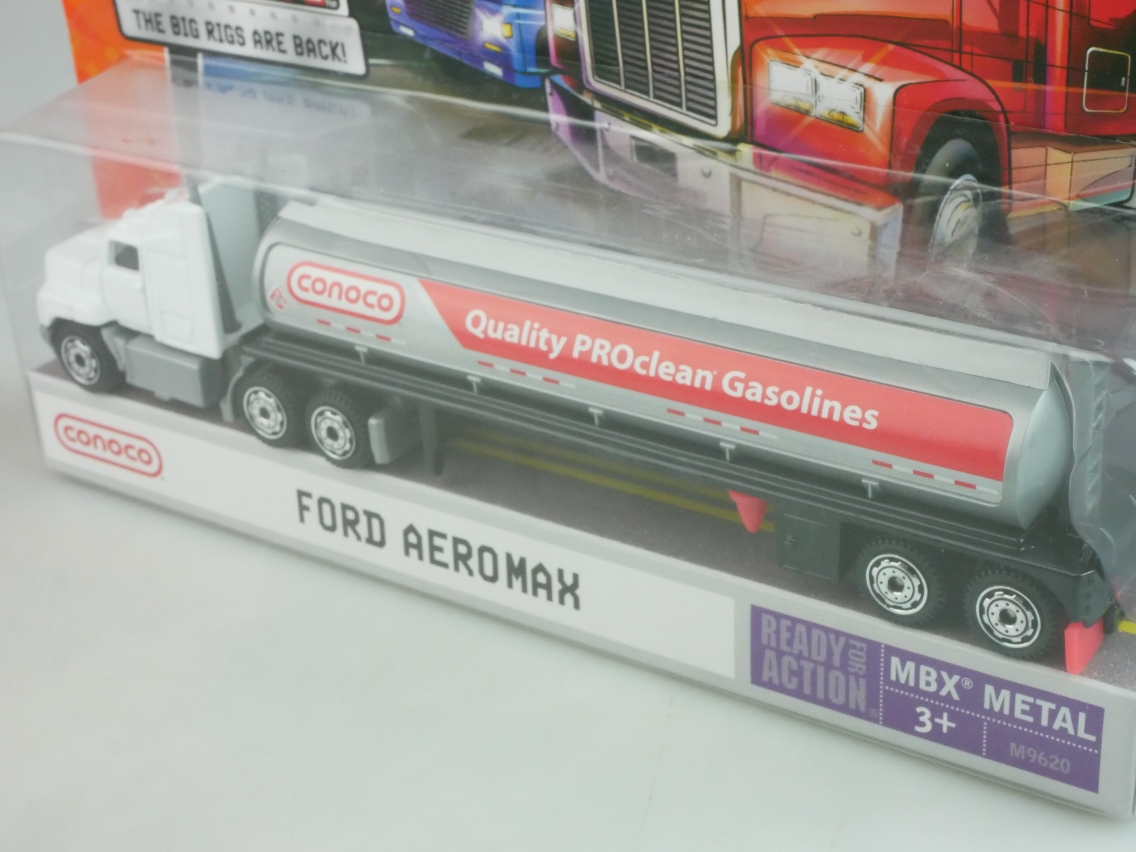 THE BIG RIGS ARE BACK!
conoco
Quality PROclean Gasolines
conoco
FORD AEROMAX
READY FOR ACTION
MBX® METAL
3+
M9620